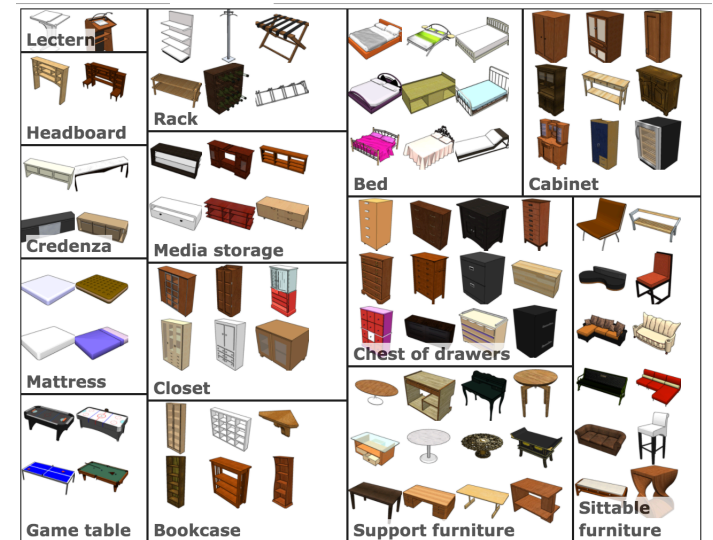 Lectern
Headboard
Rack
Bed
Cabinet
Credenza
Media storage
Mattress
Closet
Chest of drawers
Game table
Bookcase
Support furniture
Sittable
furniture